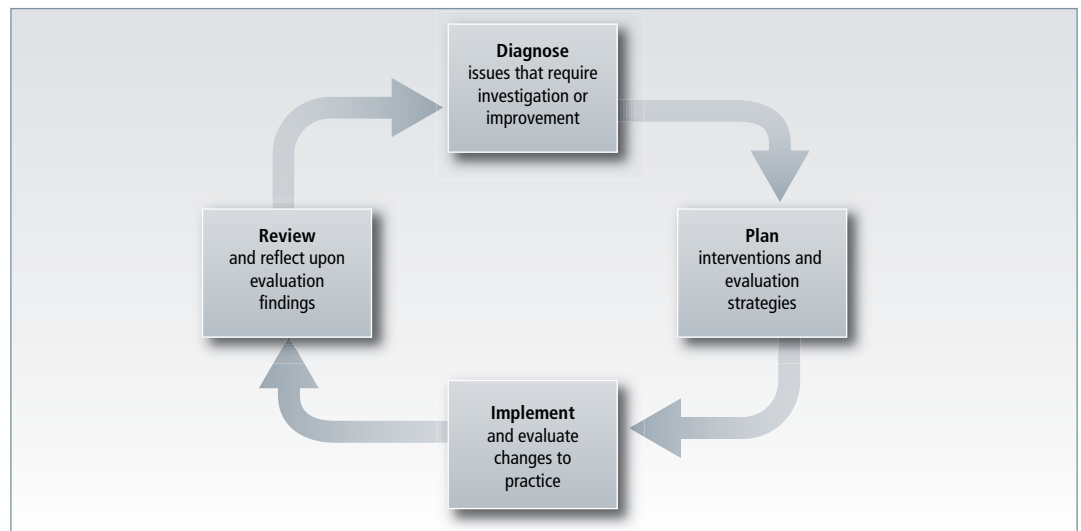 Diagnose
issues that require
investigation or
improvement
Plan
interventions and
evaluation
strategies
Implement
and evaluate
changes to
practice
Review
and reflect upon
evaluation
findings